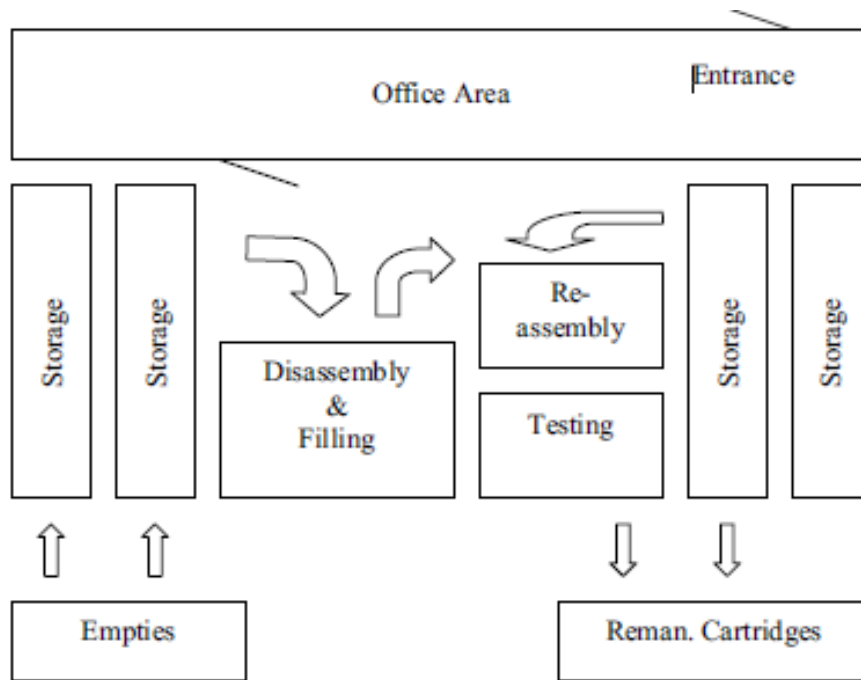 Entrance
Office Area
Storage
Storage
Disassembly
&
Filling
Re-
assembly
Testing
Storage
Storage
Empties
Reman. Cartridges